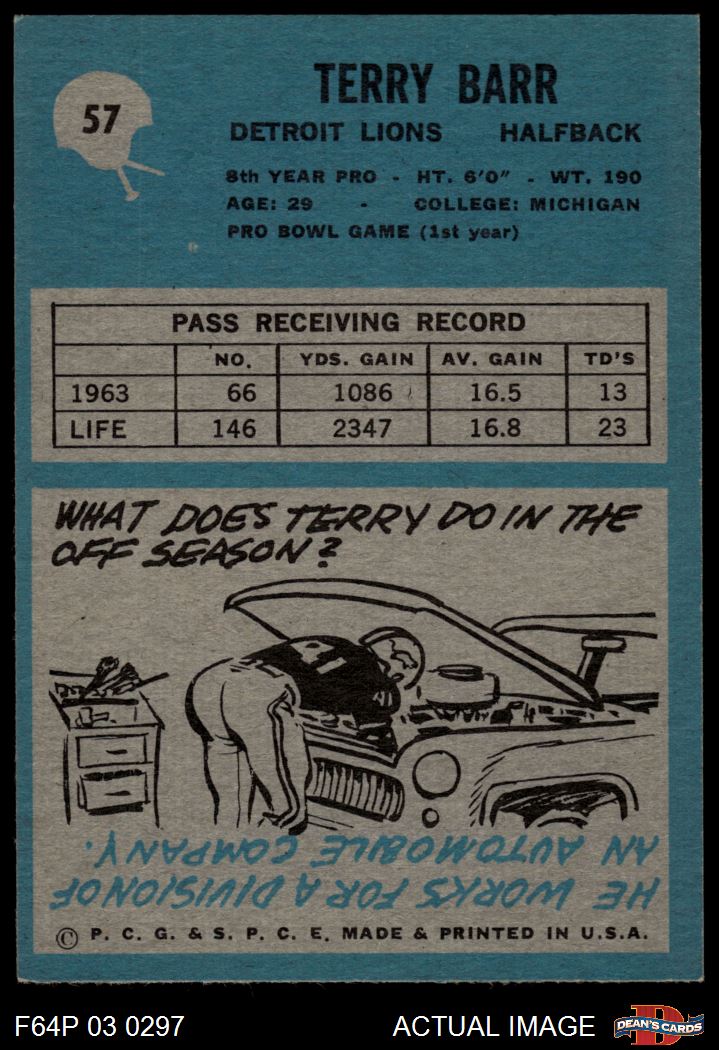 57
TERRY BARR
DETROIT LIONS HALFBACK
8th YEAR PRO - HT. 6'0" - WT. 190
AGE: 29 - COLLEGE: MICHIGAN
PRO BOWL GAME (1st year)
PASS RECEIVING RECORD
NO. YDS. GAIN AV. GAIN TD'S
1963 66 1086 16.5 13
LIFE 146 2347 16.8 23
WHAT DOES TERRY DO IN THE
OFF SEASON?
HE WORKS FOR A DIVISION OF
AN AUTOMOBILE COMPANY.
© P. C. G. & S. P. C. E. MADE & PRINTED IN U.S.A.
F64P 03 0297 ACTUAL IMAGE
D
DEAN'S CARDS